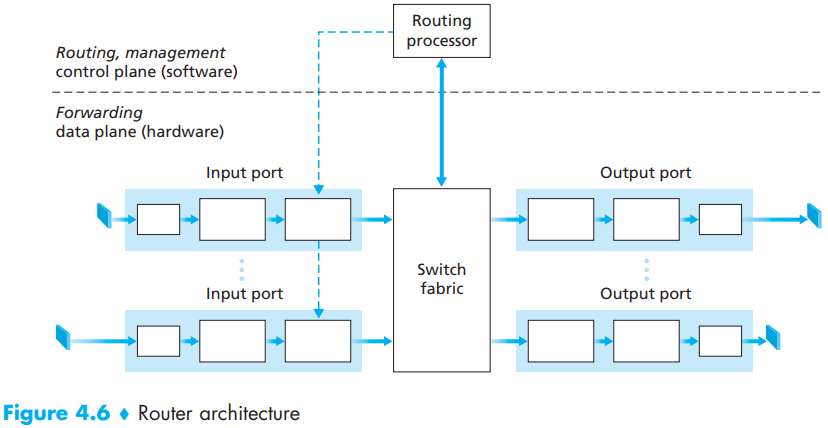 Routing
processor
Routing, management
control plane (software)
Forwarding
data plane (hardware)
Input port
Output port
Switch
fabric
Input port
Output port
Figure 4.6 ♦ Router architecture